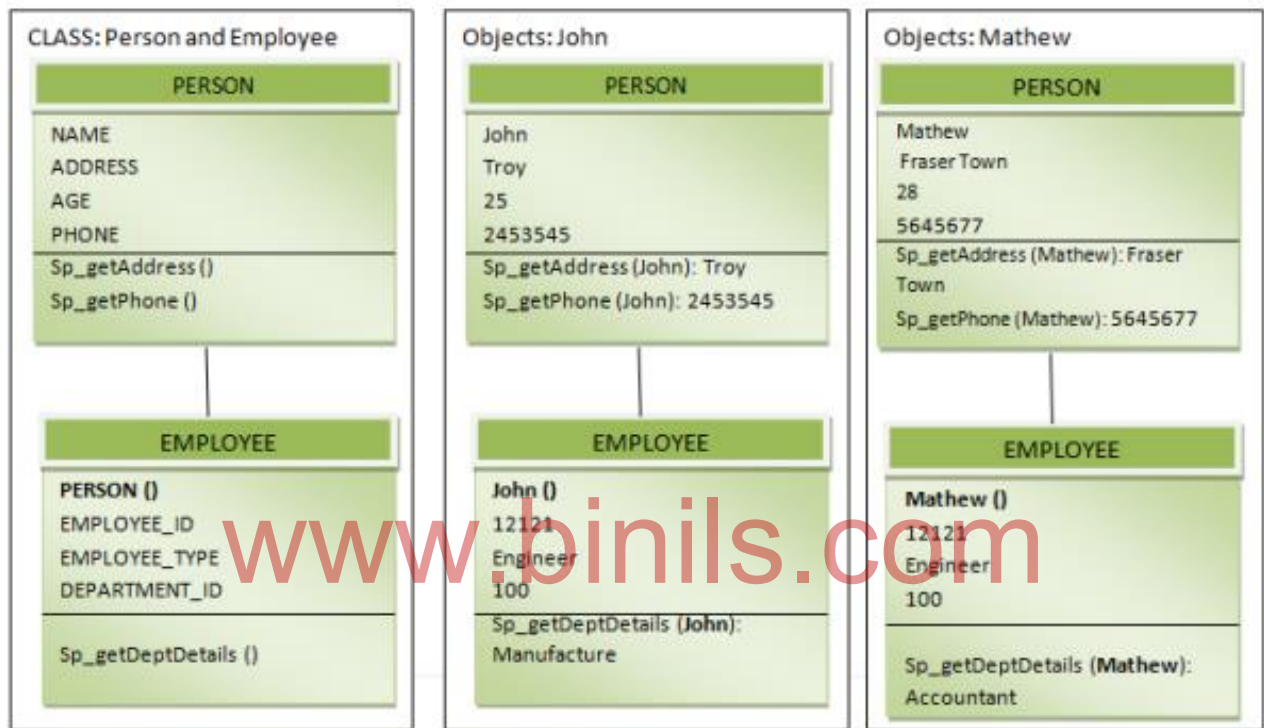 CLASS: Person and Employee
PERSON
NAME
ADDRESS
AGE
PHONE
Sp_getAddress ()
Sp_getPhone ()
EMPLOYEE
PERSON ()
EMPLOYEE_ID
EMPLOYEE_TYPE
DEPARTMENT_ID
Sp_getDeptDetails ()
Objects: John
PERSON
John
Troy
25
2453545
Sp_getAddress (John): Troy
Sp_getPhone (John): 2453545
EMPLOYEE
John ()
12121
Engineer
100
Sp_getDeptDetails (John):
Manufacture
Objects: Mathew
PERSON
Mathew
Fraser Town
28
5645677
Sp_getAddress (Mathew): Fraser
Town
Sp_getPhone (Mathew): 5645677
EMPLOYEE
Mathew ()
12121
Engineer
100
Sp_getDeptDetails (Mathew):
Accountant
www.binils.com